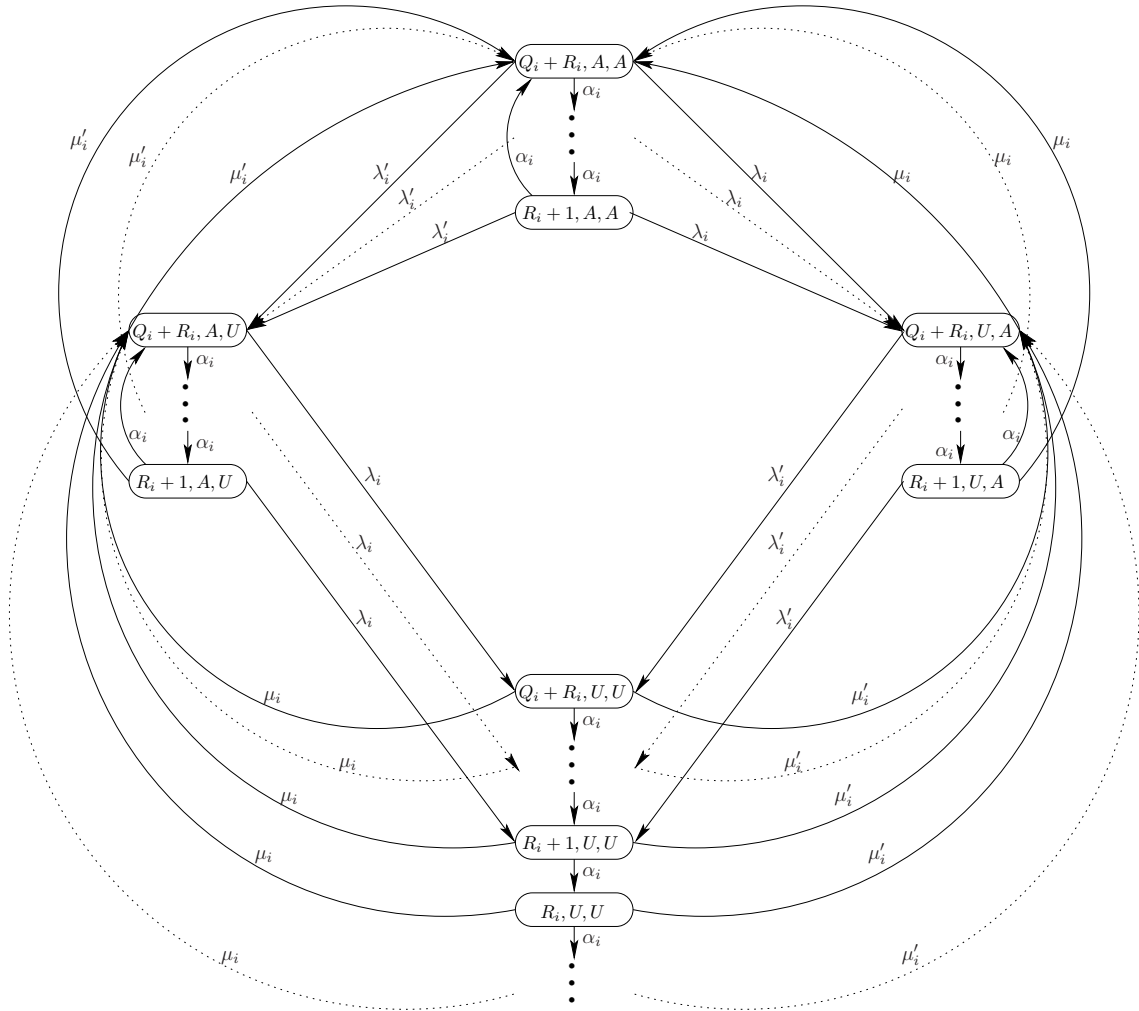 Q_i + R_i, A, A
α_i
μ'_i
μ'_i
μ_i
μ_i
α_i
μ'_i
λ'_i
α_i
λ_i
μ_i
λ'_i
λ_i
R_i + 1, A, A
λ'_i
λ_i
Q_i + R_i, A, U
Q_i + R_i, U, A
α_i
α_i
α_i
α_i
α_i
α_i
R_i + 1, A, U
λ_i
λ'_i
R_i + 1, U, A
λ_i
λ'_i
λ_i
λ'_i
Q_i + R_i, U, U
μ_i
μ'_i
α_i
μ_i
μ'_i
μ_i
α_i
μ'_i
R_i + 1, U, U
μ_i
μ'_i
α_i
R_i, U, U
α_i
μ_i
μ'_i